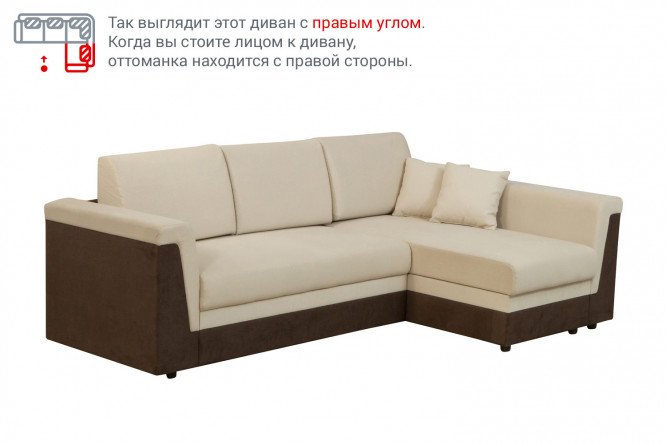 Так выглядит этот диван с правым углом.
Когда вы стоите лицом к дивану,
оттоманка находится с правой стороны.